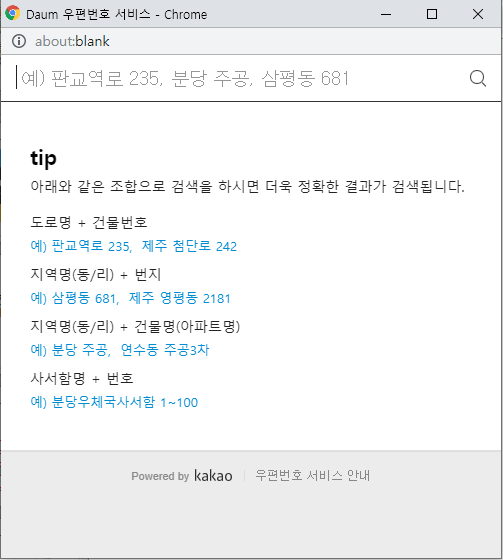 Daum 우편번호 서비스 - Chrome
about:blank
예) 판교역로 235, 분당 주공, 삼평동 681
tip
아래와 같은 조합으로 검색을 하시면 더욱 정확한 결과가 검색됩니다.
도로명 + 건물번호
예) 판교역로 235, 제주 첨단로 242
지역명(동/리) + 번지
예) 삼평동 681, 제주 영평동 2181
지역명(동/리) + 건물명(아파트명)
예) 분당 주공, 연수동 주공3차
사서함명 + 번호
예) 분당우체국사서함 1~100
Powered by kakao 우편번호 서비스 안내